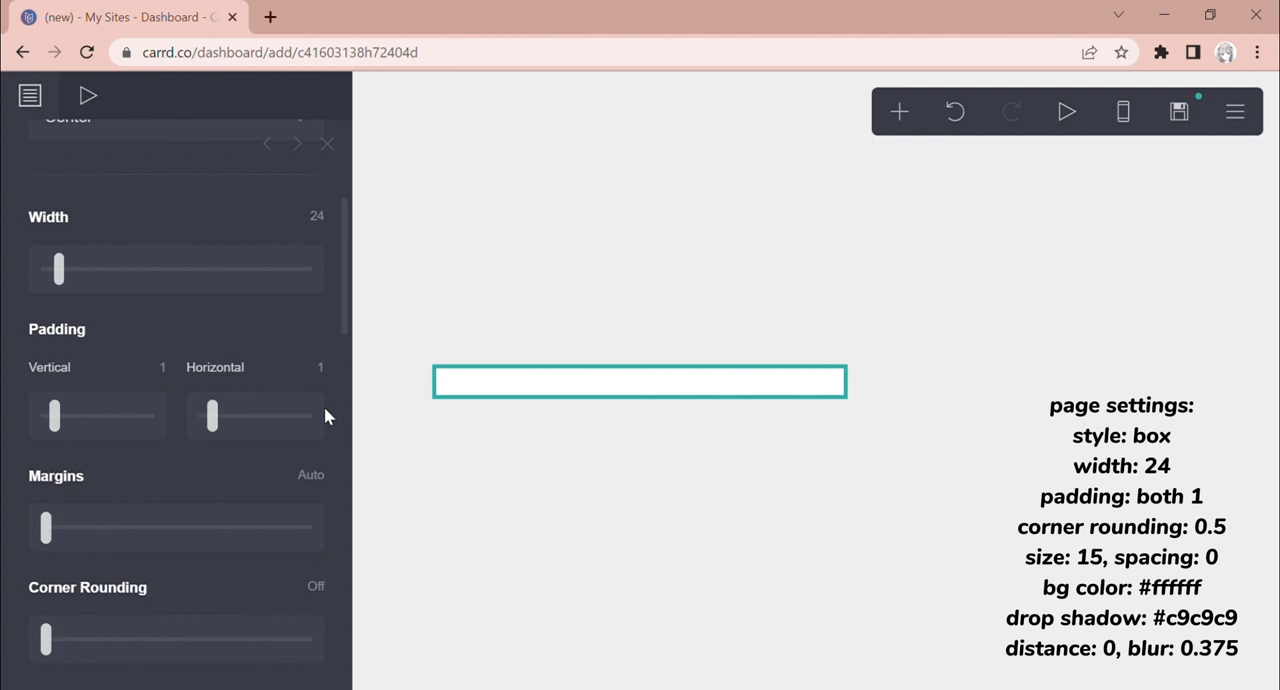 (new) - My Sites - Dashboard - C
carrd.co/dashboard/add/c41603138h72404d
Center
Width 24
Padding
Vertical 1 Horizontal 1
Margins Auto
Corner Rounding Off
page settings:
style: box
width: 24
padding: both 1
corner rounding: 0.5
size: 15, spacing: 0
bg color: #ffffff
drop shadow: #c9c9c9
distance: 0, blur: 0.375